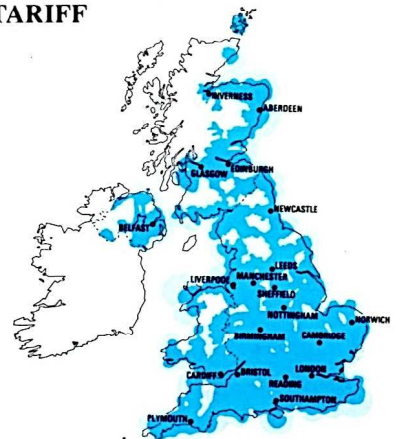 TARIFF
INVERNESS
ABERDEEN
GLASGOW
EDINBURGH
NEWCASTLE
BELFAST
LEEDS
LIVERPOOL
MANCHESTER
SHEFFIELD
NOTTINGHAM
NORWICH
BIRMINGHAM
CAMBRIDGE
CARDIFF
BRISTOL
LONDON
READING
SOUTHAMPTON
PLYMOUTH